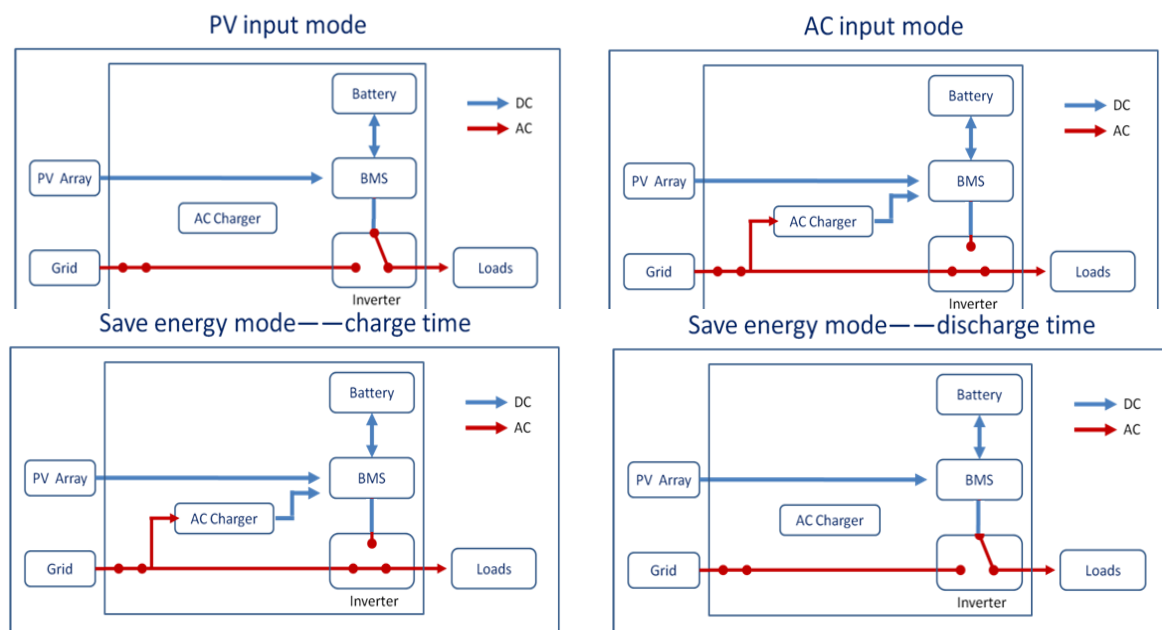 PV input mode
Battery
DC
AC
PV Array
BMS
AC Charger
Grid
Loads
Inverter
AC input mode
Battery
DC
AC
PV Array
BMS
AC Charger
Grid
Loads
Inverter
Save energy mode——charge time
Battery
DC
AC
PV Array
BMS
AC Charger
Grid
Loads
Inverter
Save energy mode——discharge time
Battery
DC
AC
PV Array
BMS
AC Charger
Grid
Loads
Inverter